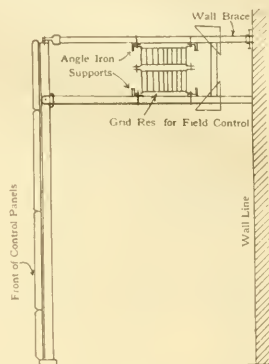 Wall Brace
Angle Iron
Supports
Grid Res for Field Control
Front of Control Panels
Wall Line